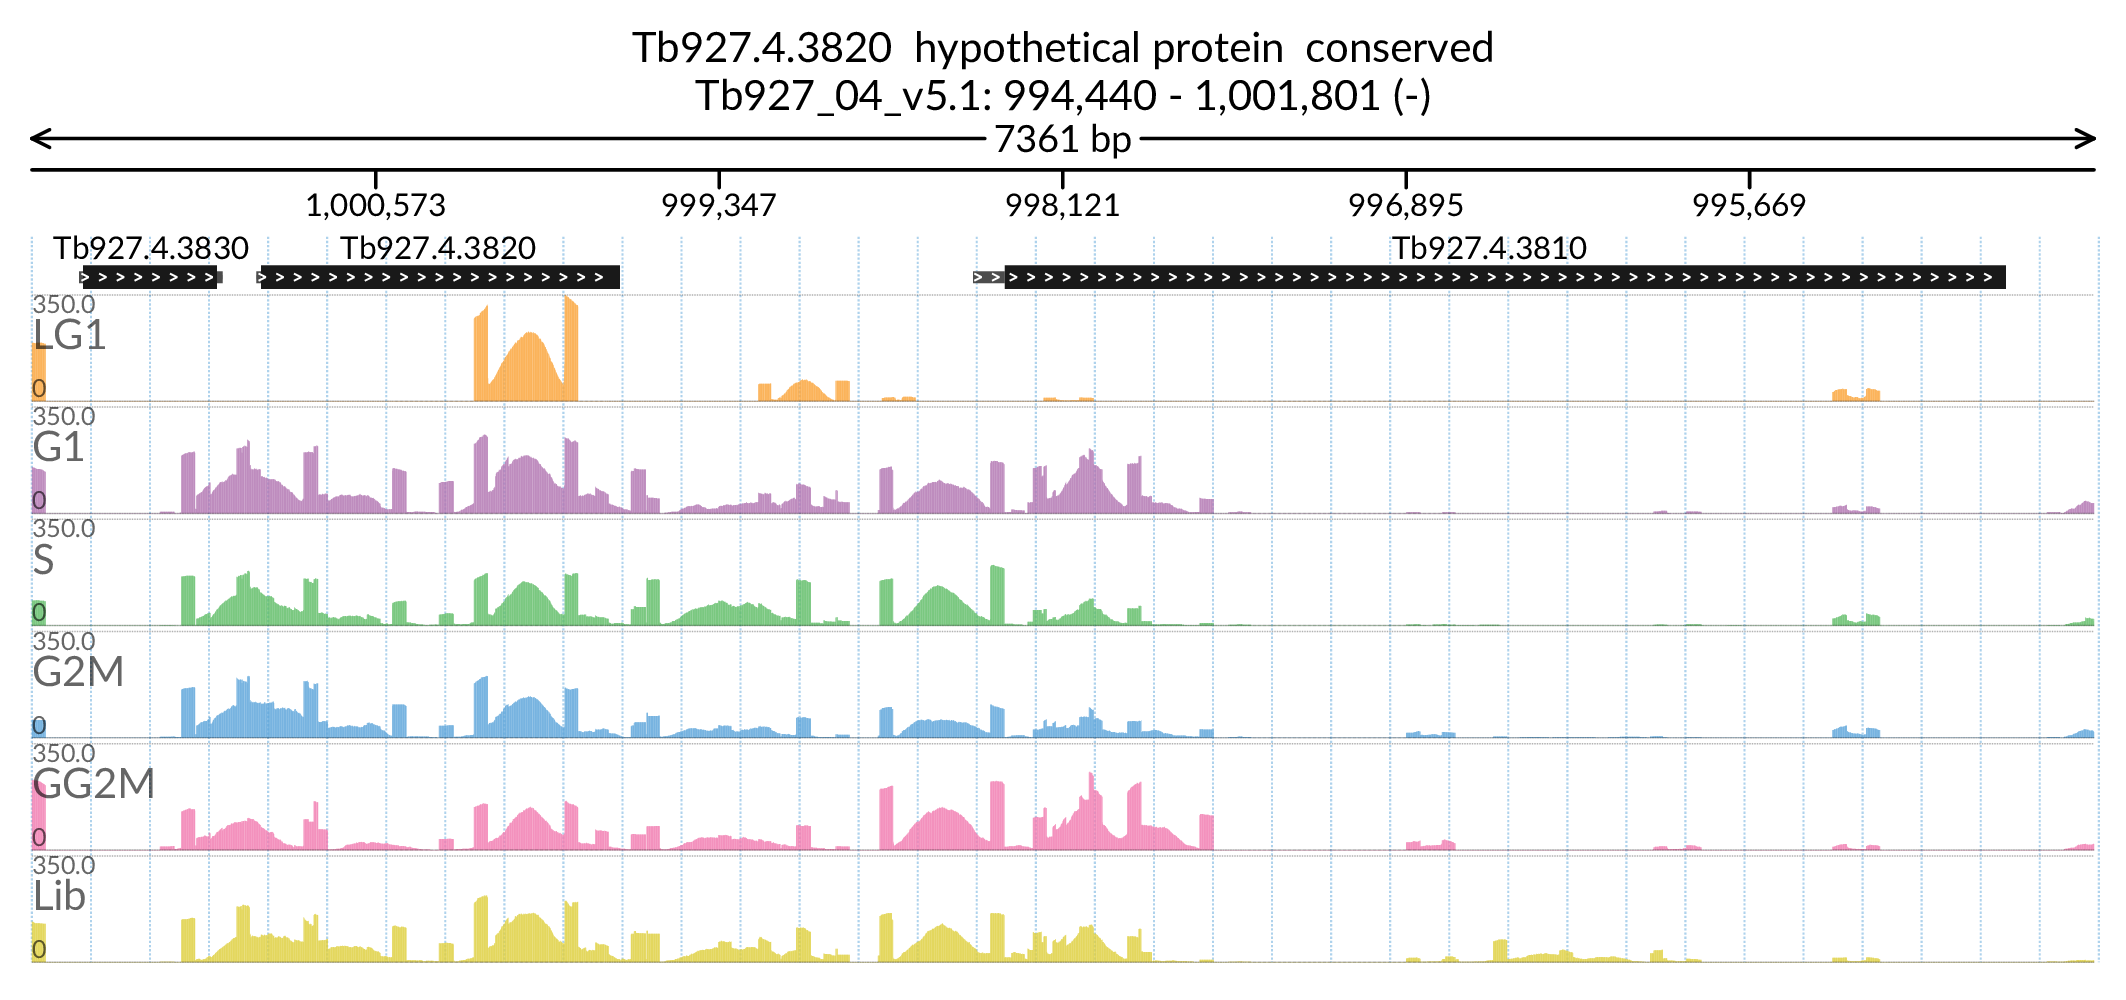 Tb927.4.3820 hypothetical protein conserved
Tb927_04_v5.1: 994,440 - 1,001,801 (-)
7361 bp
1,000,573 999,347 998,121 996,895 995,669
Tb927.4.3830 Tb927.4.3820 Tb927.4.3810
350.0
LG1
0
350.0
G1
0
350.0
S
0
350.0
G2M
0
350.0
GG2M
0
350.0
Lib
0